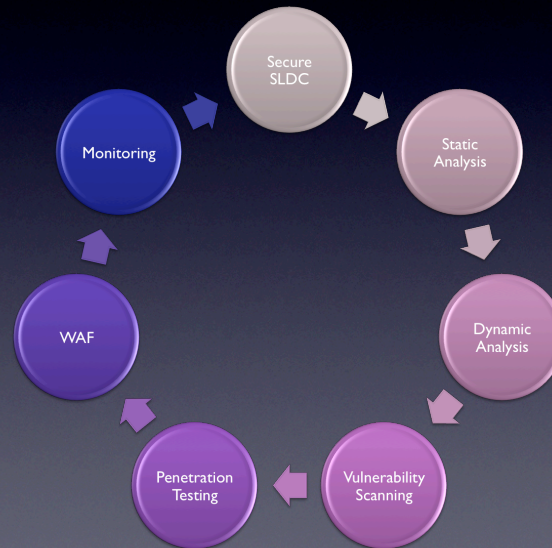 Secure
SLDC
Static
Analysis
Dynamic
Analysis
Vulnerability
Scanning
Penetration
Testing
WAF
Monitoring